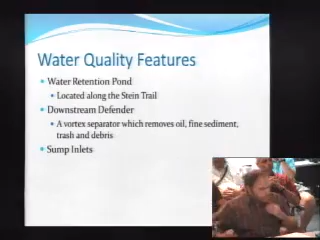 Water Quality Features
Water Retention Pond
Located along the Stein Trail
Downstream Defender
A vortex separator which removes oil, fine sediment,
trash and debris
Sump Inlets